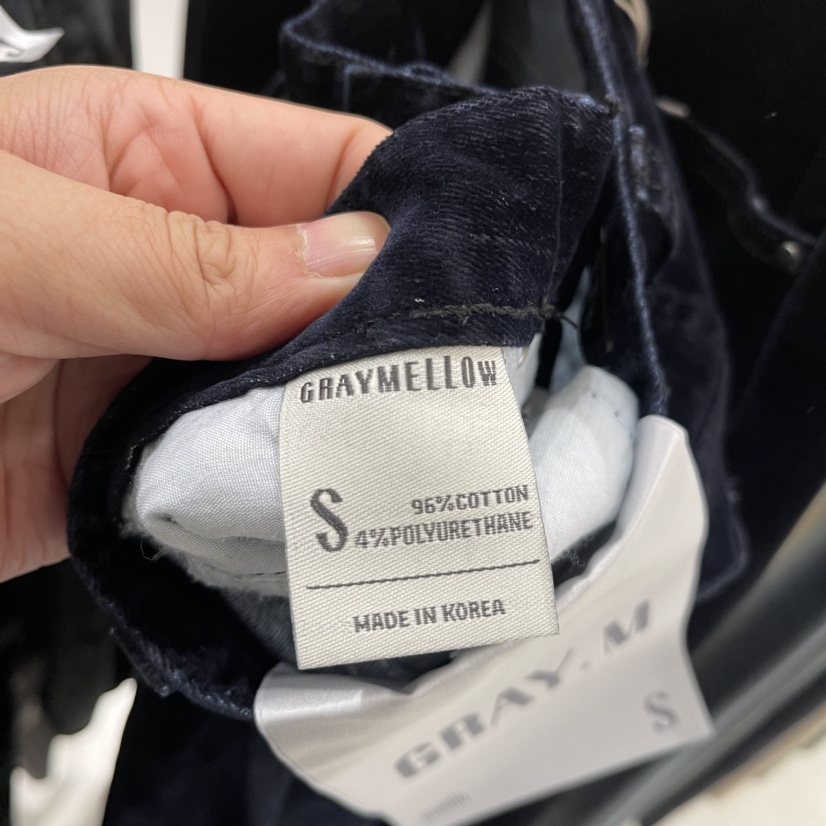 GRAYMELLOW
S
96%COTTON
4%POLYURETHANE
MADE IN KOREA
GRAY.M
S